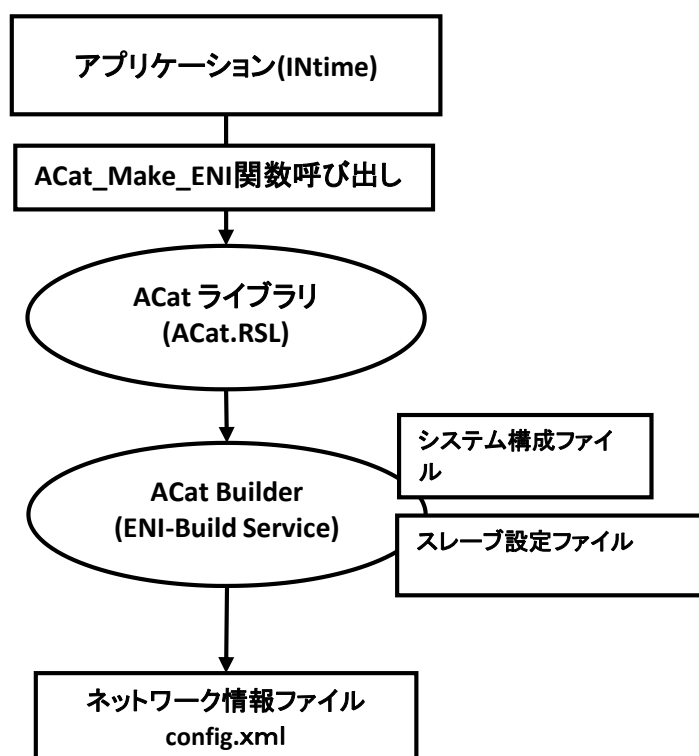 アプリケーション(INtime)
ACat_Make_ENI関数呼び出し
ACat ライブラリ
(ACat.RSL)
システム構成ファイ
ル
ACat Builder
(ENI-Build Service)
スレーブ設定ファイル
ネットワーク情報ファイル
config.xml